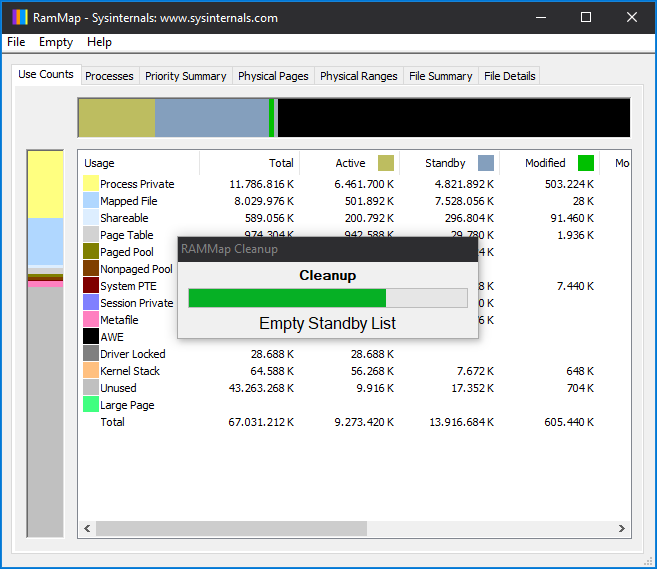 RamMap - Sysinternals: www.sysinternals.com
File Empty Help
Use Counts Processes Priority Summary Physical Pages Physical Ranges File Summary File Details
Usage Total Active Standby Modified Mo
Process Private 11.786.816 K 6.461.700 K 4.821.892 K 503.224 K
Mapped File 8.029.976 K 501.892 K 7.528.056 K 28 K
Shareable 589.056 K 200.792 K 296.804 K 91.460 K
Page Table 974.304 K 942.588 K 29.780 K 1.936 K
Paged Pool 4 K
Nonpaged Pool
System PTE 8 K 7.440 K
Session Private 0 K
Metafile 6 K
AWE
Driver Locked 28.688 K 28.688 K
Kernel Stack 64.588 K 56.268 K 7.672 K 648 K
Unused 43.263.268 K 9.916 K 17.352 K 704 K
Large Page
Total 67.031.212 K 9.273.420 K 13.916.684 K 605.440 K
RAMMap Cleanup
Cleanup
Empty Standby List